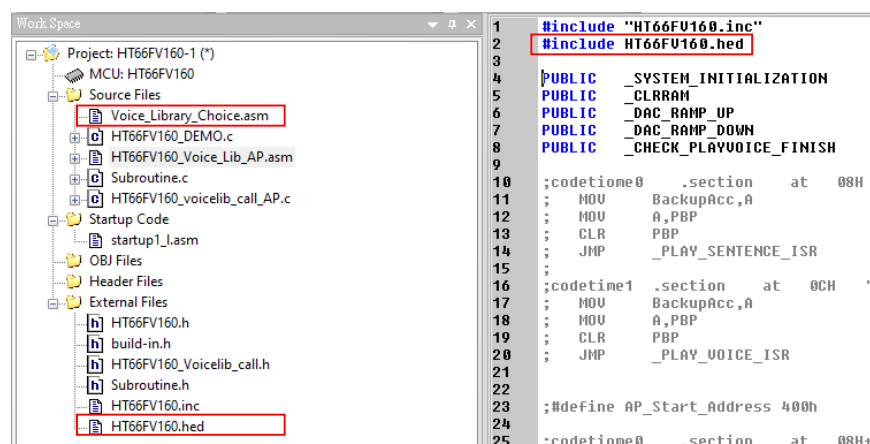 Work Space
Project: HT66FV160-1 (*)
MCU: HT66FV160
Source Files
Voice_Library_Choice.asm
HT66FV160_DEMO.c
HT66FV160_Voice_Lib_AP.asm
Subroutine.c
HT66FV160_voicelib_call_AP.c
Startup Code
startup1_l.asm
OBJ Files
Header Files
External Files
HT66FV160.h
build-in.h
HT66FV160_Voicelib_call.h
Subroutine.h
HT66FV160.inc
HT66FV160.hed
1 #include "HT66FV160.inc"
2 #include HT66FV160.hed
3
4 PUBLIC _SYSTEM_INITIALIZATION
5 PUBLIC _CLRRAM
6 PUBLIC _DAC_RAMP_UP
7 PUBLIC _DAC_RAMP_DOWN
8 PUBLIC _CHECK_PLAYVOICE_FINISH
9
10 ;codetiome0 .section at 08H
11 ; MOV BackupAcc,A
12 ; MOV A,PBP
13 ; CLR PBP
14 ; JMP _PLAY_SENTENCE_ISR
15 ;
16 ;codetime1 .section at 0CH '
17 ; MOV BackupAcc,A
18 ; MOV A,PBP
19 ; CLR PBP
20 ; JMP _PLAY_VOICE_ISR
21
22
23 ;#define AP_Start_Address 400h
24
25 ;codetiome0 .section at 08H+